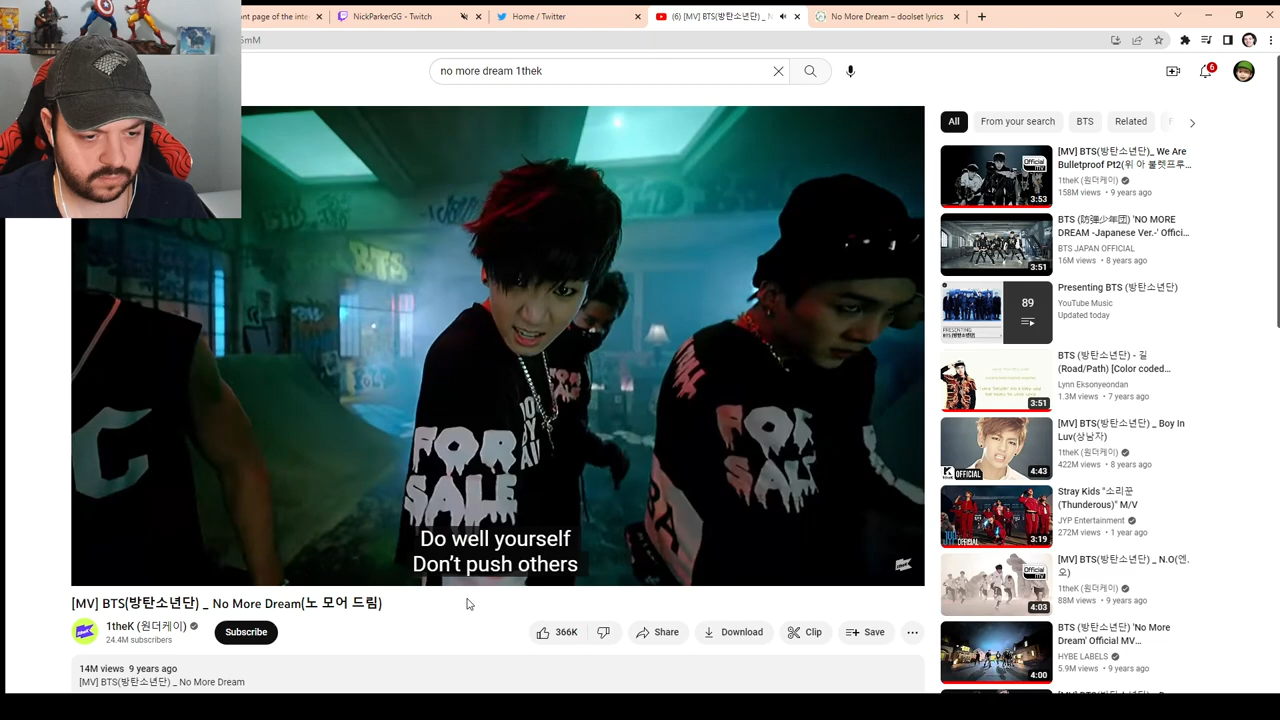 nt page of the inte
NickParkerGG - Twitch
Home / Twitter
(6) [MV] BTS(방탄소년단) _ N
No More Dream – doolset lyrics
5mM
no more dream 1thek
6
FOR
SALE
FOR
SALE
Do well yourself
Don't push others
[MV] BTS(방탄소년단) _ No More Dream(노 모어 드림)
1theK (원더케이)
24.4M subscribers
Subscribe
366K
Share
Download
Clip
Save
14M views 9 years ago
[MV] BTS(방탄소년단) _ No More Dream
All
From your search
BTS
Related
[MV] BTS(방탄소년단)_ We Are
Bulletproof Pt2(위 아 불렛프루...
1theK (원더케이)
158M views • 9 years ago
Official
3:53
BTS (防弾少年団) 'NO MORE
DREAM -Japanese Ver.-' Offici...
BTS JAPAN OFFICIAL
16M views • 8 years ago
3:51
Presenting BTS (방탄소년단)
YouTube Music
Updated today
89
BTS (방탄소년단) - 길
(Road/Path) [Color coded...
Lynn Eksonyeondan
1.3M views • 7 years ago
3:51
[MV] BTS(방탄소년단) _ Boy In
Luv(상남자)
1theK (원더케이)
422M views • 8 years ago
OFFICIAL
4:43
Stray Kids "소리꾼
(Thunderous)" M/V
JYP Entertainment
272M views • 1 year ago
3:19
[MV] BTS(방탄소년단) _ N.O(엔.
오)
1theK (원더케이)
88M views • 9 years ago
Official
4:03
BTS (방탄소년단) 'No More
Dream' Official MV...
HYBE LABELS
5.9M views • 9 years ago
4:00